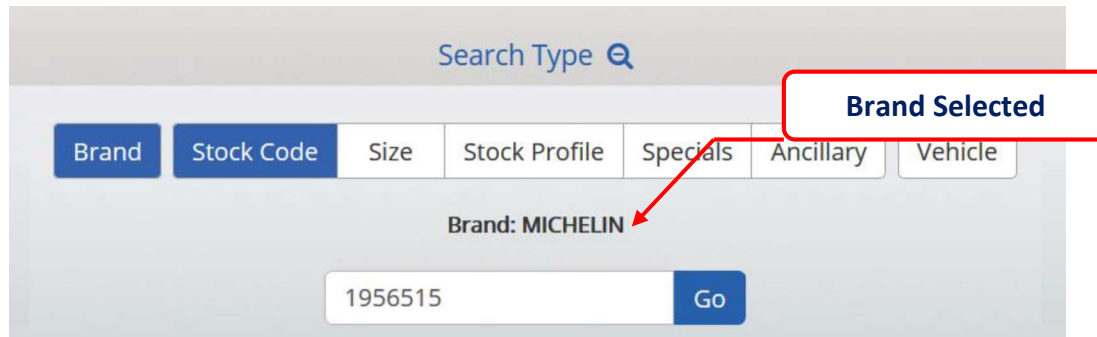 Search Type
Brand Selected
Brand Stock Code Size Stock Profile Specials Ancillary Vehicle
Brand: MICHELIN
1956515 Go